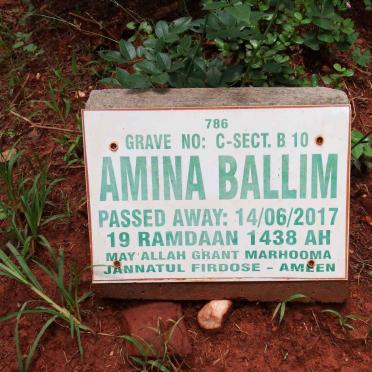 786
GRAVE NO: C-SECT. B 10
AMINA BALLIM
PASSED AWAY: 14/06/2017
19 RAMDAAN 1438 AH
MAY ALLAH GRANT MARHOOMA
JANNATUL FIRDOSE - AMEEN